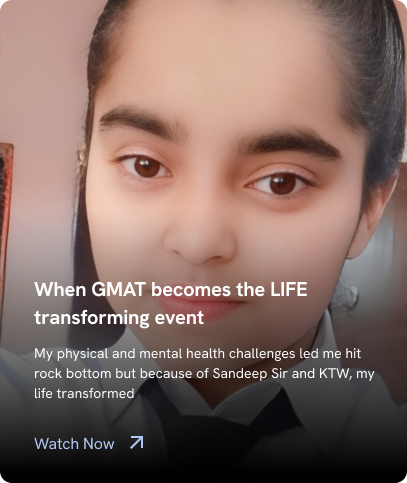 When GMAT becomes the LIFE
transforming event
My physical and mental health challenges led me hit
rock bottom but because of Sandeep Sir and KTW, my
life transformed
Watch Now